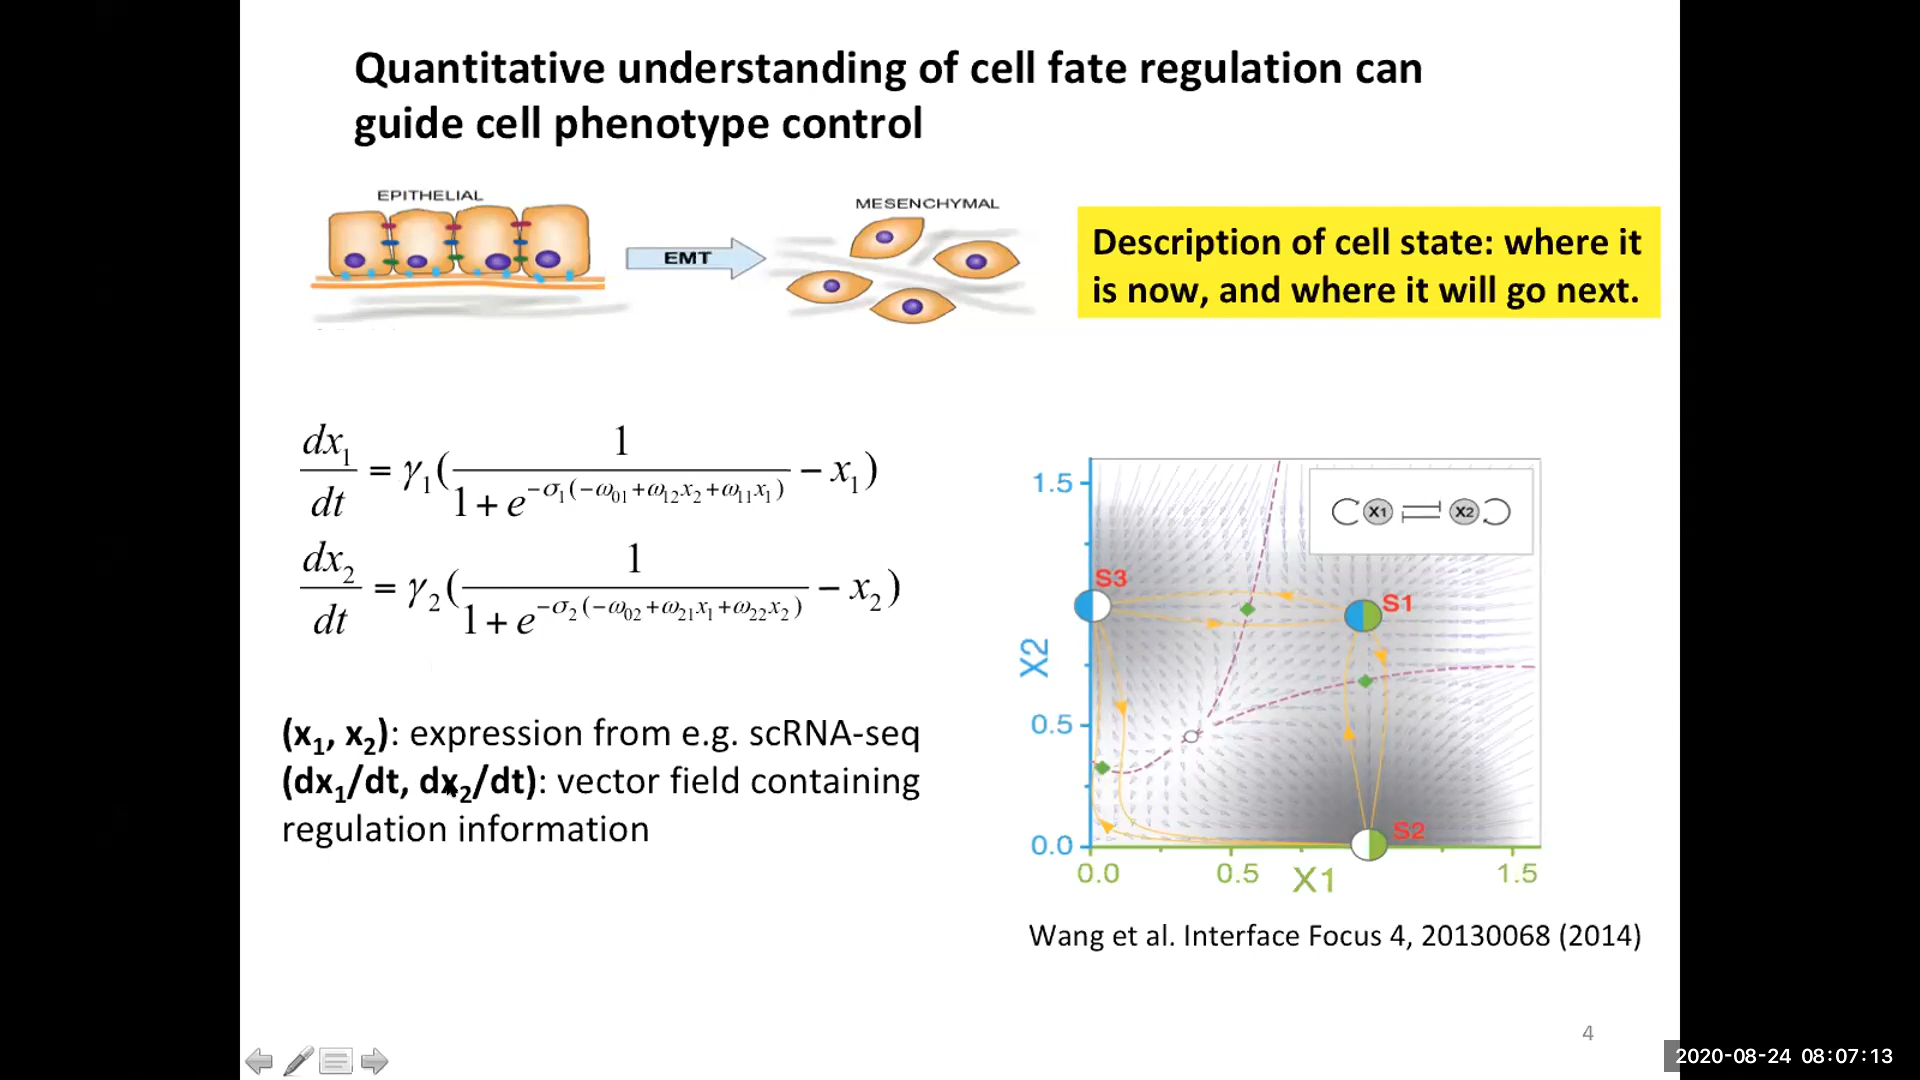 Quantitative understanding of cell fate regulation can
guide cell phenotype control
EPITHELIAL
EMT
MESENCHYMAL
Description of cell state: where it
is now, and where it will go next.
dx₁/dt = γ₁(1/(1 + e^(−σ₁(−ω₀₁+ω₁₂x₂+ω₁₁x₁))) − x₁)
dx₂/dt = γ₂(1/(1 + e^(−σ₂(−ω₀₂+ω₂₁x₁+ω₂₂x₂))) − x₂)
(x₁, x₂): expression from e.g. scRNA-seq
(dx₁/dt, dx₂/dt): vector field containing
regulation information
1.5
X1 X2
S3
S1
X2
0.5
S2
0.0
0.0 0.5 X1 1.5
Wang et al. Interface Focus 4, 20130068 (2014)
4
2020-08-24 08:07:13